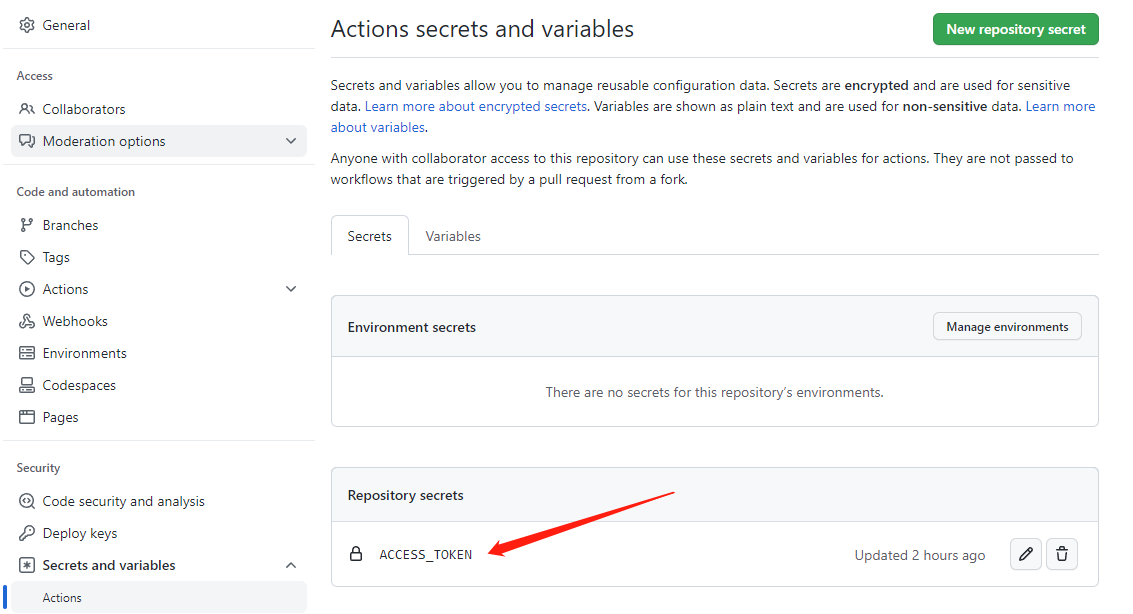 General
Access
Collaborators
Moderation options
Code and automation
Branches
Tags
Actions
Webhooks
Environments
Codespaces
Pages
Security
Code security and analysis
Deploy keys
Secrets and variables
Actions
Actions secrets and variables
New repository secret
Secrets and variables allow you to manage reusable configuration data. Secrets are encrypted and are used for sensitive
data. Learn more about encrypted secrets. Variables are shown as plain text and are used for non-sensitive data. Learn more
about variables.
Anyone with collaborator access to this repository can use these secrets and variables for actions. They are not passed to
workflows that are triggered by a pull request from a fork.
Secrets
Variables
Environment secrets
Manage environments
There are no secrets for this repository’s environments.
Repository secrets
ACCESS_TOKEN
Updated 2 hours ago